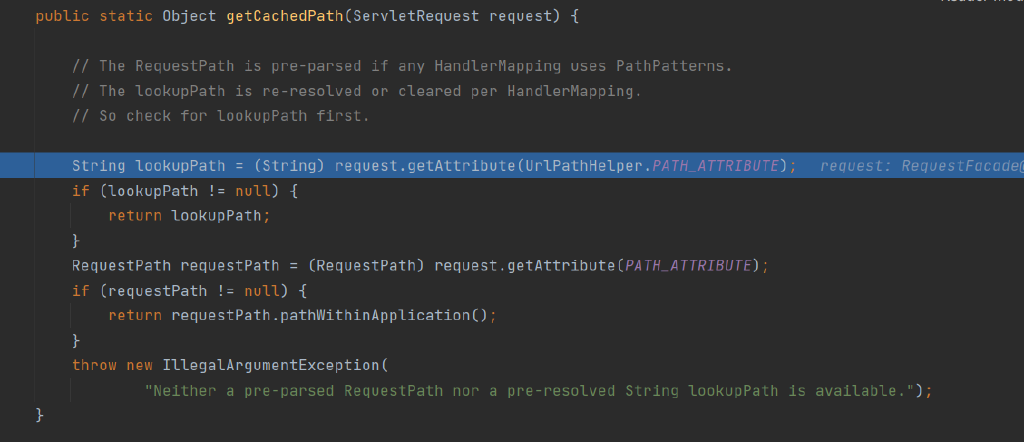 public static Object getCachedPath(ServletRequest request) {
// The RequestPath is pre-parsed if any HandlerMapping uses PathPatterns.
// The lookupPath is re-resolved or cleared per HandlerMapping.
// So check for lookupPath first.
String lookupPath = (String) request.getAttribute(UrlPathHelper.PATH_ATTRIBUTE); request: RequestFacade@
if (lookupPath != null) {
return lookupPath;
}
RequestPath requestPath = (RequestPath) request.getAttribute(PATH_ATTRIBUTE);
if (requestPath != null) {
return requestPath.pathWithinApplication();
}
throw new IllegalArgumentException(
"Neither a pre-parsed RequestPath nor a pre-resolved String lookupPath is available.");
}